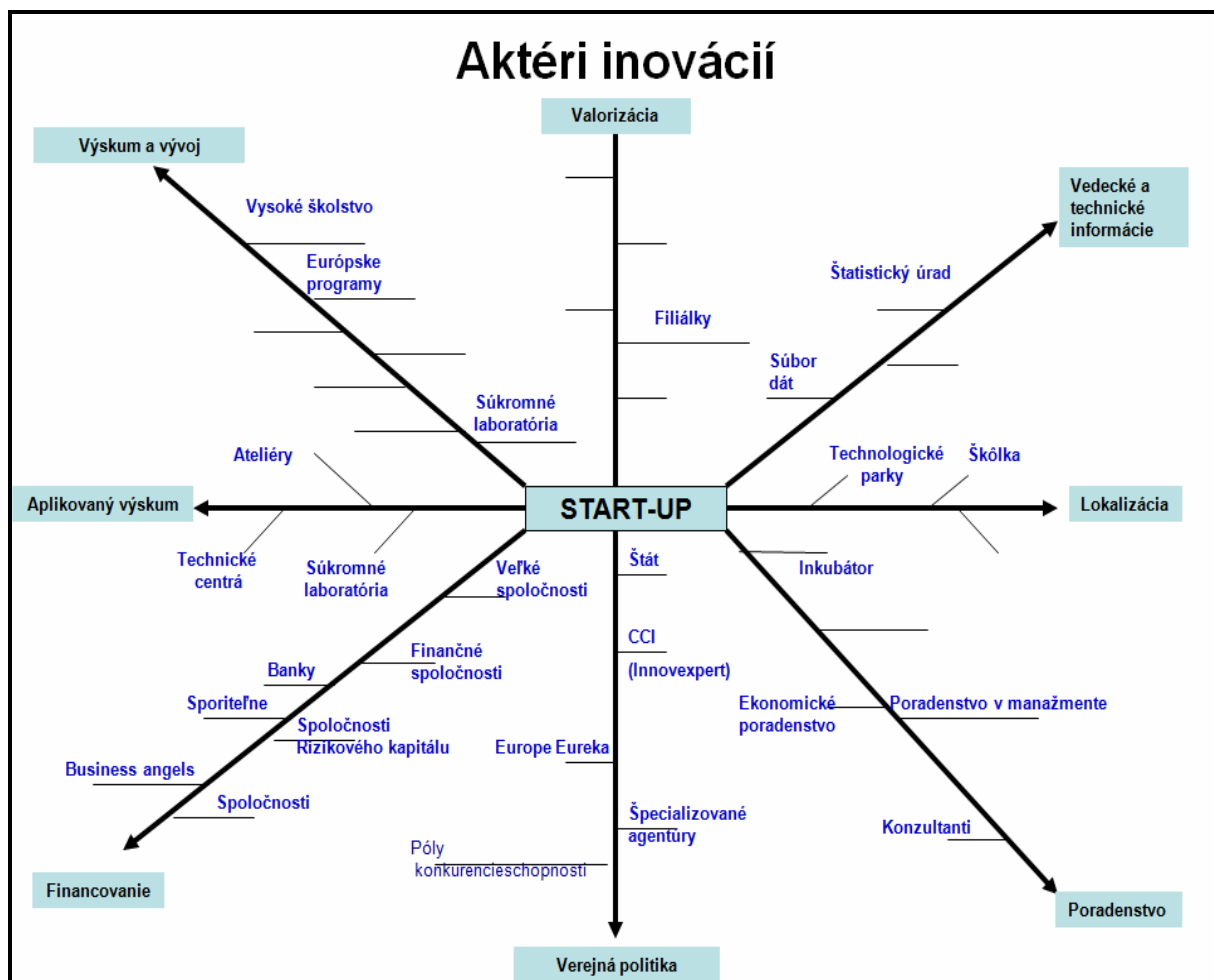 Aktéri inovácií
Valorizácia
Výskum a vývoj
Vedecké a
technické
informácie
Vysoké školstvo
Európske
programy
Štatistický úrad
Filiálky
Súbor
dát
Súkromné
laboratória
Ateliéry
Technologické
parky
Škôlka
Aplikovaný výskum
START-UP
Lokalizácia
Technické
centrá
Súkromné
laboratória
Veľké
spoločnosti
Štát
Inkubátor
CCI
(Innovexpert)
Finančné
spoločnosti
Banky
Sporiteľne
Spoločnosti
Rizikového kapitálu
Ekonomické
poradenstvo
Poradenstvo v manažmente
Europe Eureka
Business angels
Spoločnosti
Špecializované
agentúry
Konzultanti
Póly
konkurencieschopnosti
Financovanie
Poradenstvo
Verejná politika